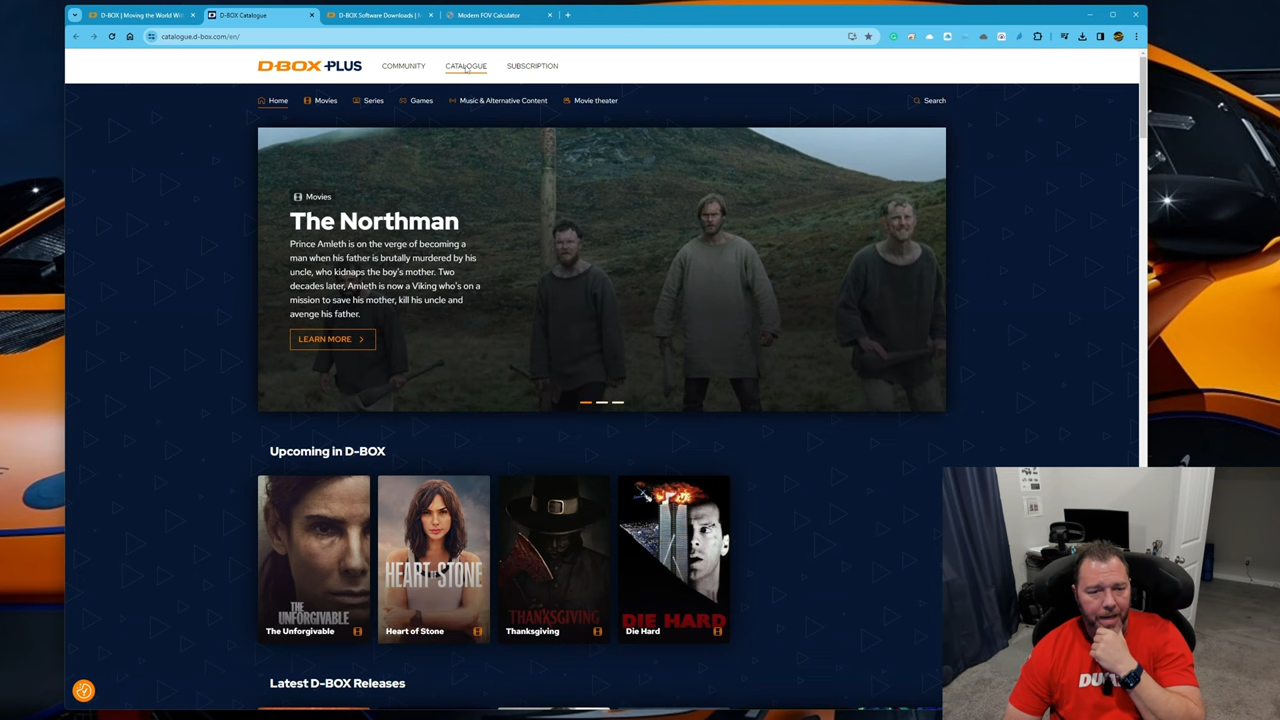 D-BOX | Moving the World Wi
D-BOX Catalogue
D-BOX Software Downloads |
Modern FOV Calculator
catalogue.d-box.com/en/
D-BOX +PLUS
COMMUNITY
CATALOGUE
SUBSCRIPTION
Home
Movies
Series
Games
Music & Alternative Content
Movie theater
Search
Movies
The Northman
Prince Amleth is on the verge of becoming a
man when his father is brutally murdered by his
uncle, who kidnaps the boy's mother. Two
decades later, Amleth is now a Viking who's on a
mission to save his mother, kill his uncle and
avenge his father.
LEARN MORE
Upcoming in D-BOX
THE
UNFORGIVABLE
The Unforgivable
HEART OF STONE
Heart of Stone
THANKSGIVING
Thanksgiving
DIE HARD
Die Hard
Latest D-BOX Releases